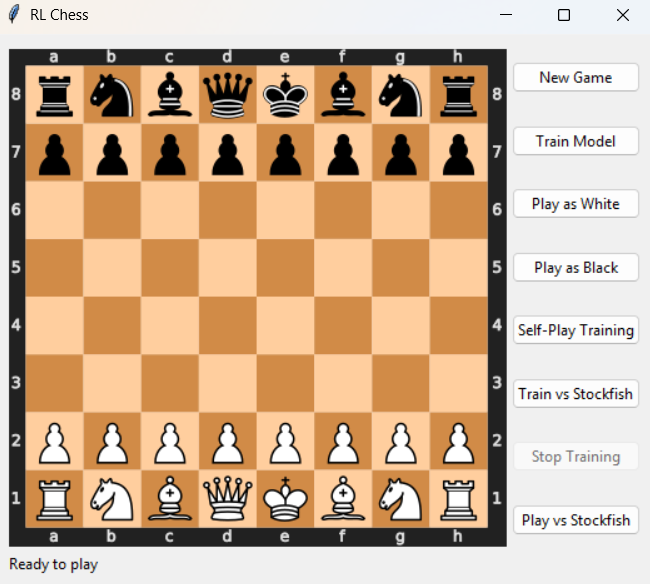 RL Chess
a b c d e f g h
8 8
7 7
6 6
5 5
4 4
3 3
2 2
1 1
a b c d e f g h
New Game
Train Model
Play as White
Play as Black
Self-Play Training
Train vs Stockfish
Stop Training
Play vs Stockfish
Ready to play